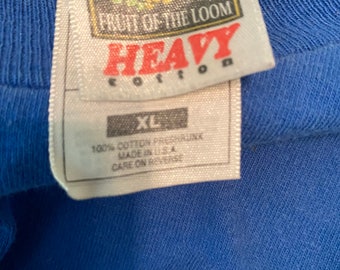 FRUIT OF THE LOOM
HEAVY
cotton
XL
100% COTTON PRESHRUNK
MADE IN U.S.A.
CARE ON REVERSE